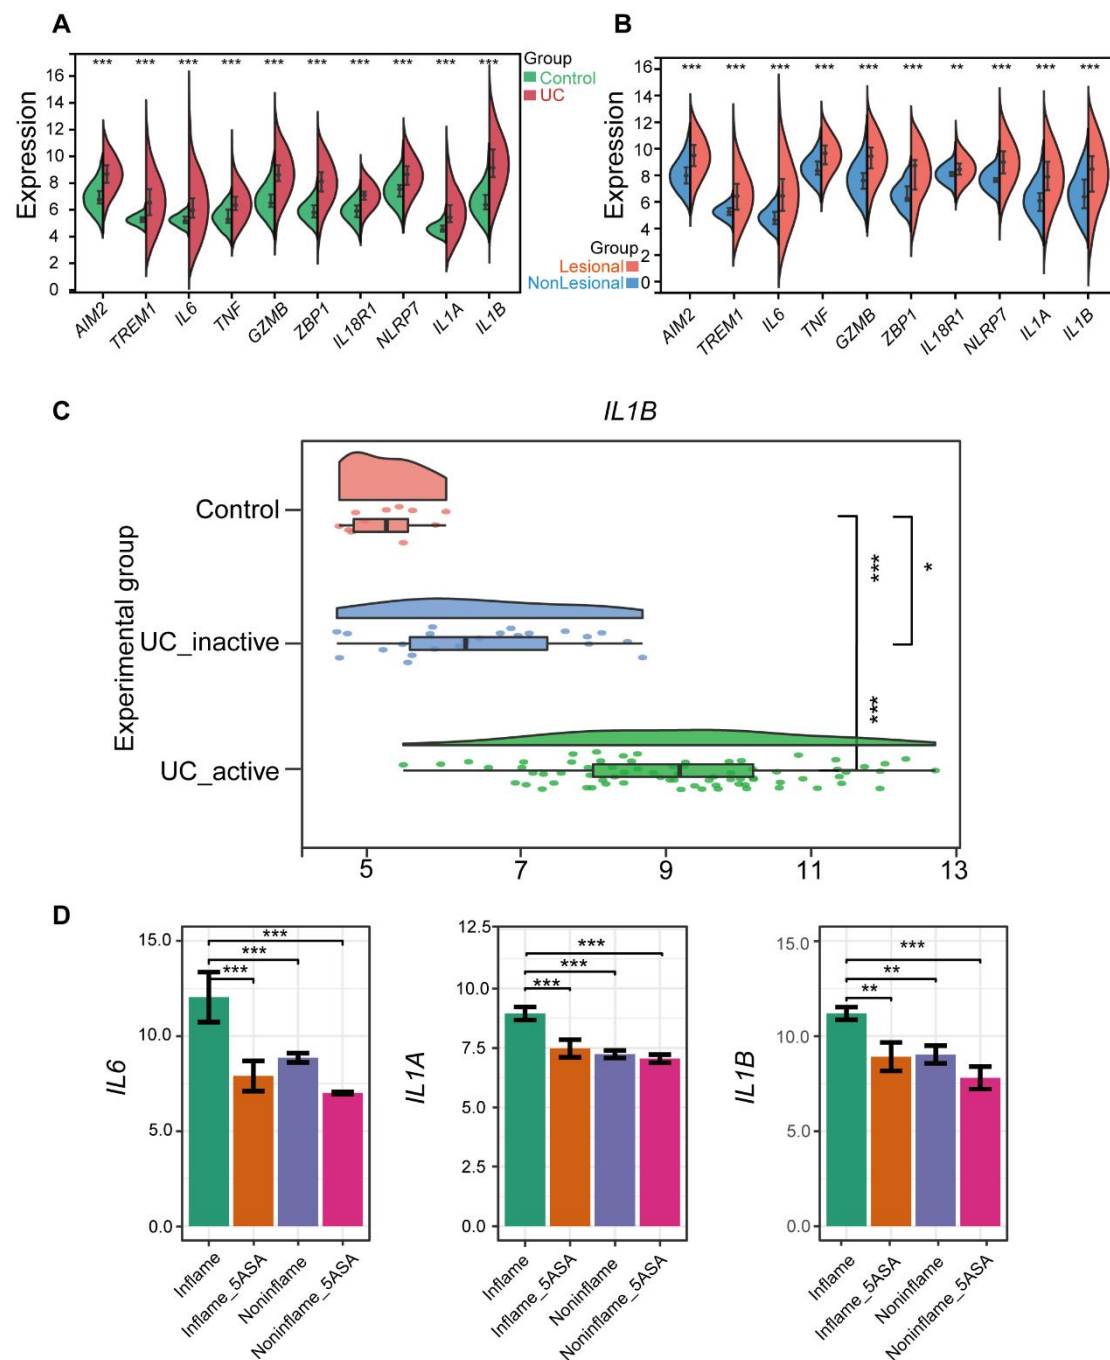 A
Expression
16
14
12
10
8
6
4
2
0
*** *** *** *** *** *** *** *** *** ***
Group
Control
UC
AIM2 TREM1 IL6 TNF GZMB ZBP1 IL18R1 NLRP7 IL1A IL1B
B
Expression
16
14
12
10
8
6
4
2
0
*** *** *** *** *** *** ** *** *** ***
Group
Lesional
NonLesional
AIM2 TREM1 IL6 TNF GZMB ZBP1 IL18R1 NLRP7 IL1A IL1B
C
IL1B
Experimental group
Control
UC_inactive
UC_active
***
*
***
5 7 9 11 13
D
IL6
15.0
10.0
5.0
0.0
***
***
***
Inflame Inflame_5ASA Noninflame Noninflame_5ASA
IL1A
12.5
10.0
7.5
5.0
2.5
0.0
***
***
***
Inflame Inflame_5ASA Noninflame Noninflame_5ASA
IL1B
15.0
10.0
5.0
0.0
***
**
**
Inflame Inflame_5ASA Noninflame Noninflame_5ASA